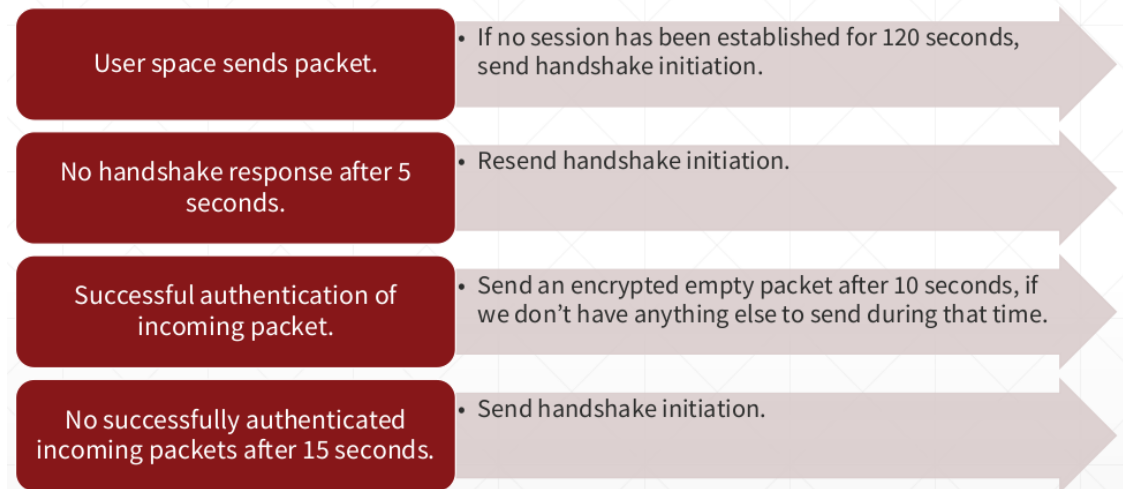 User space sends packet.
• If no session has been established for 120 seconds,
send handshake initiation.
No handshake response after 5
seconds.
• Resend handshake initiation.
Successful authentication of
incoming packet.
• Send an encrypted empty packet after 10 seconds, if
we don’t have anything else to send during that time.
No successfully authenticated
incoming packets after 15 seconds.
• Send handshake initiation.